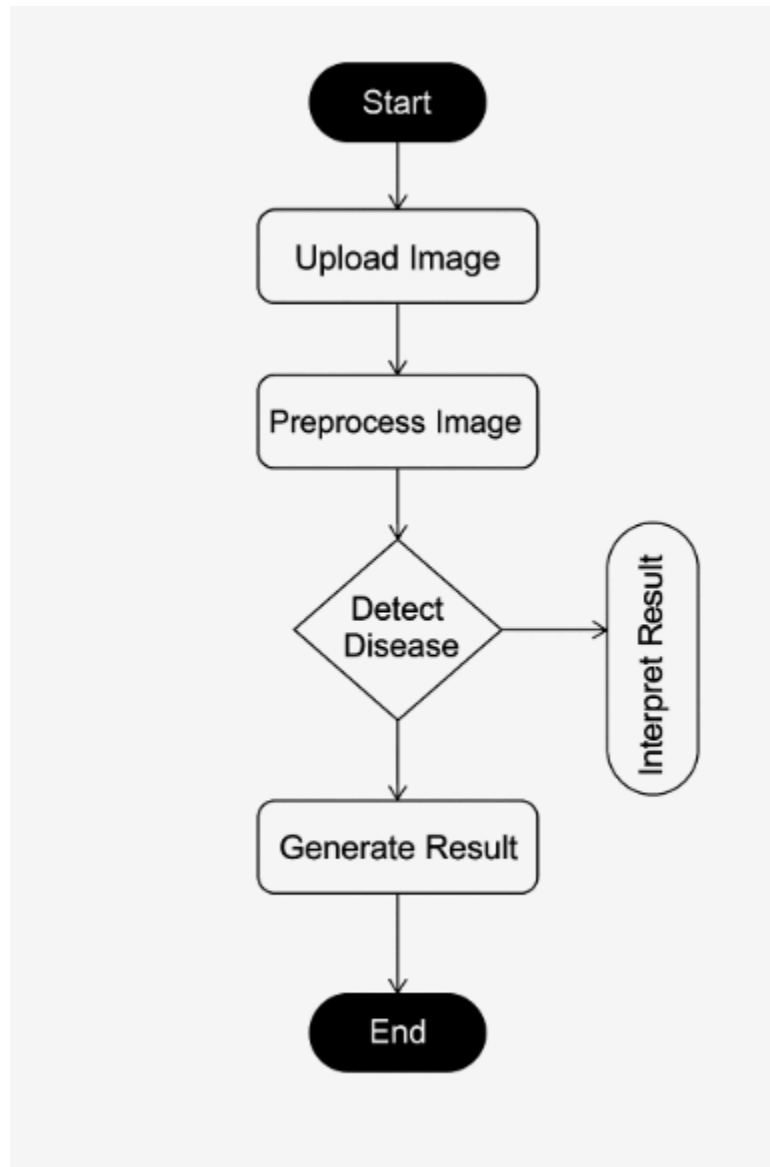 Start
Upload Image
Preprocess Image
Detect
Disease
Interpret Result
Generate Result
End